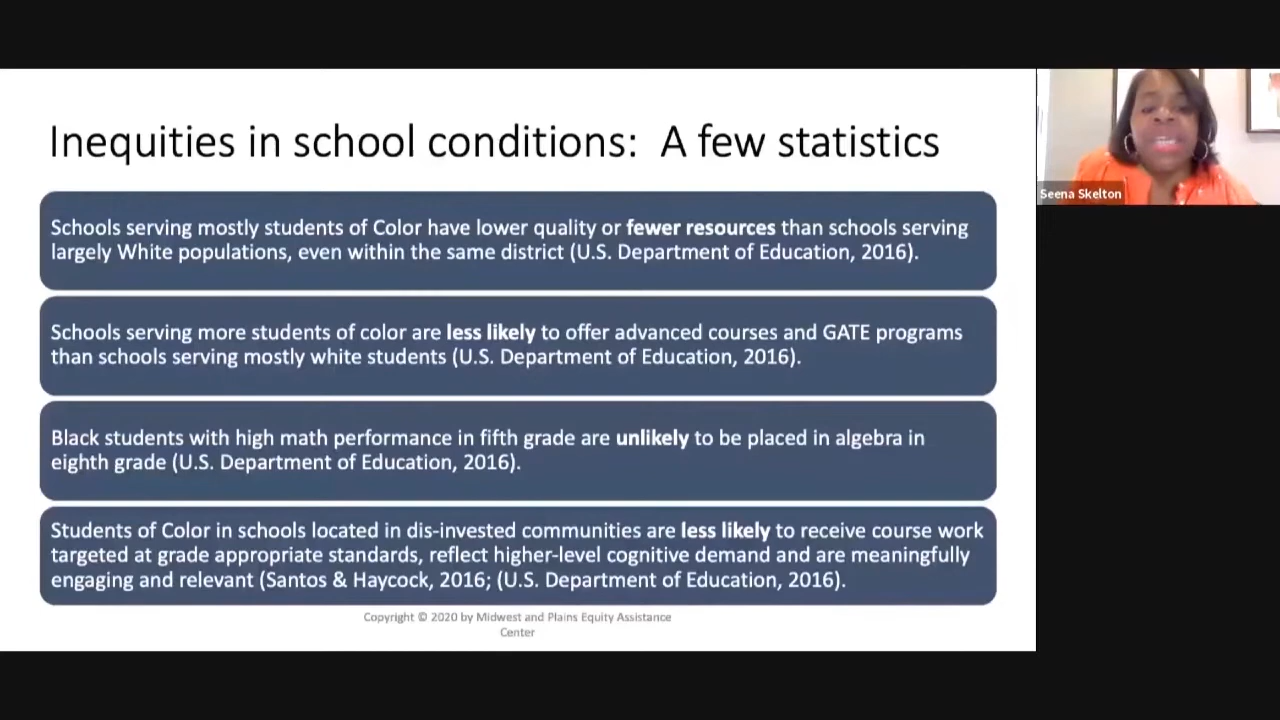 Inequities in school conditions:  A few statistics
Schools serving mostly students of Color have lower quality or fewer resources than schools serving
largely White populations, even within the same district (U.S. Department of Education, 2016).
Schools serving more students of color are less likely to offer advanced courses and GATE programs
than schools serving mostly white students (U.S. Department of Education, 2016).
Black students with high math performance in fifth grade are unlikely to be placed in algebra in
eighth grade (U.S. Department of Education, 2016).
Students of Color in schools located in dis-invested communities are less likely to receive course work
targeted at grade appropriate standards, reflect higher-level cognitive demand and are meaningfully
engaging and relevant (Santos & Haycock, 2016; (U.S. Department of Education, 2016).
Copyright © 2020 by Midwest and Plains Equity Assistance
Center
Seena Skelton